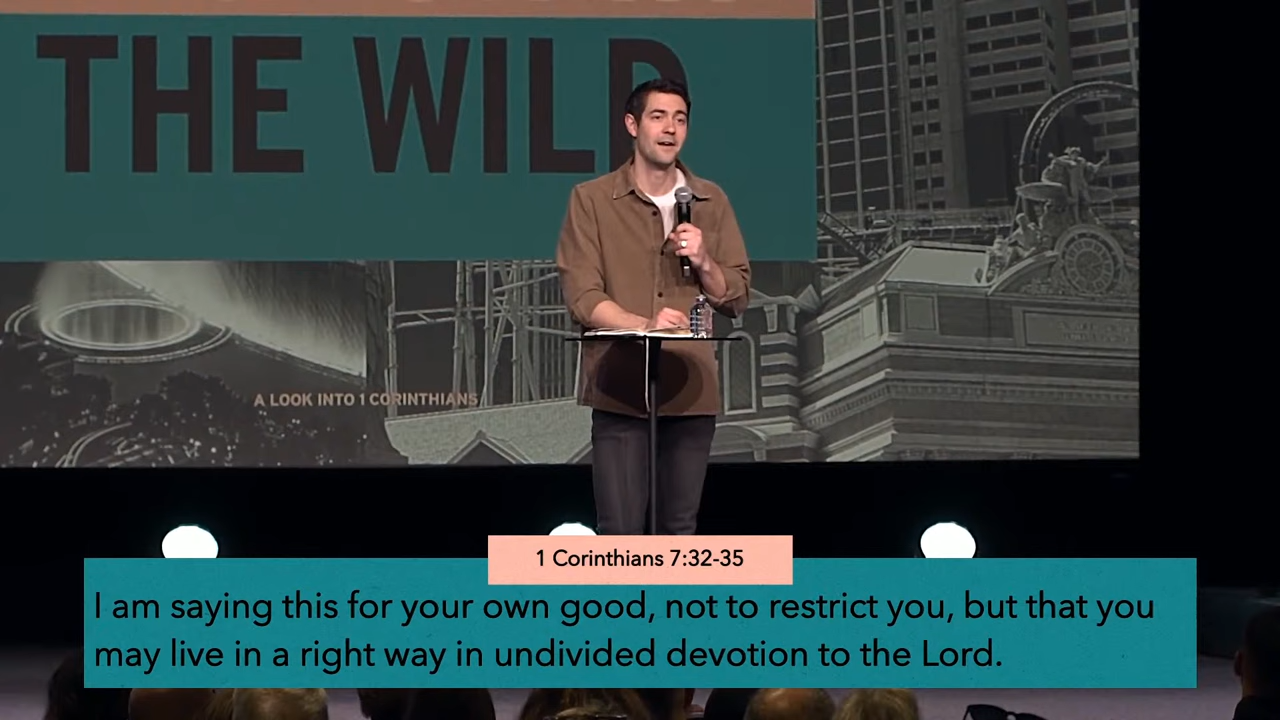 THE WILD
A LOOK INTO 1 CORINTHIANS
1 Corinthians 7:32-35
I am saying this for your own good, not to restrict you, but that you
may live in a right way in undivided devotion to the Lord.